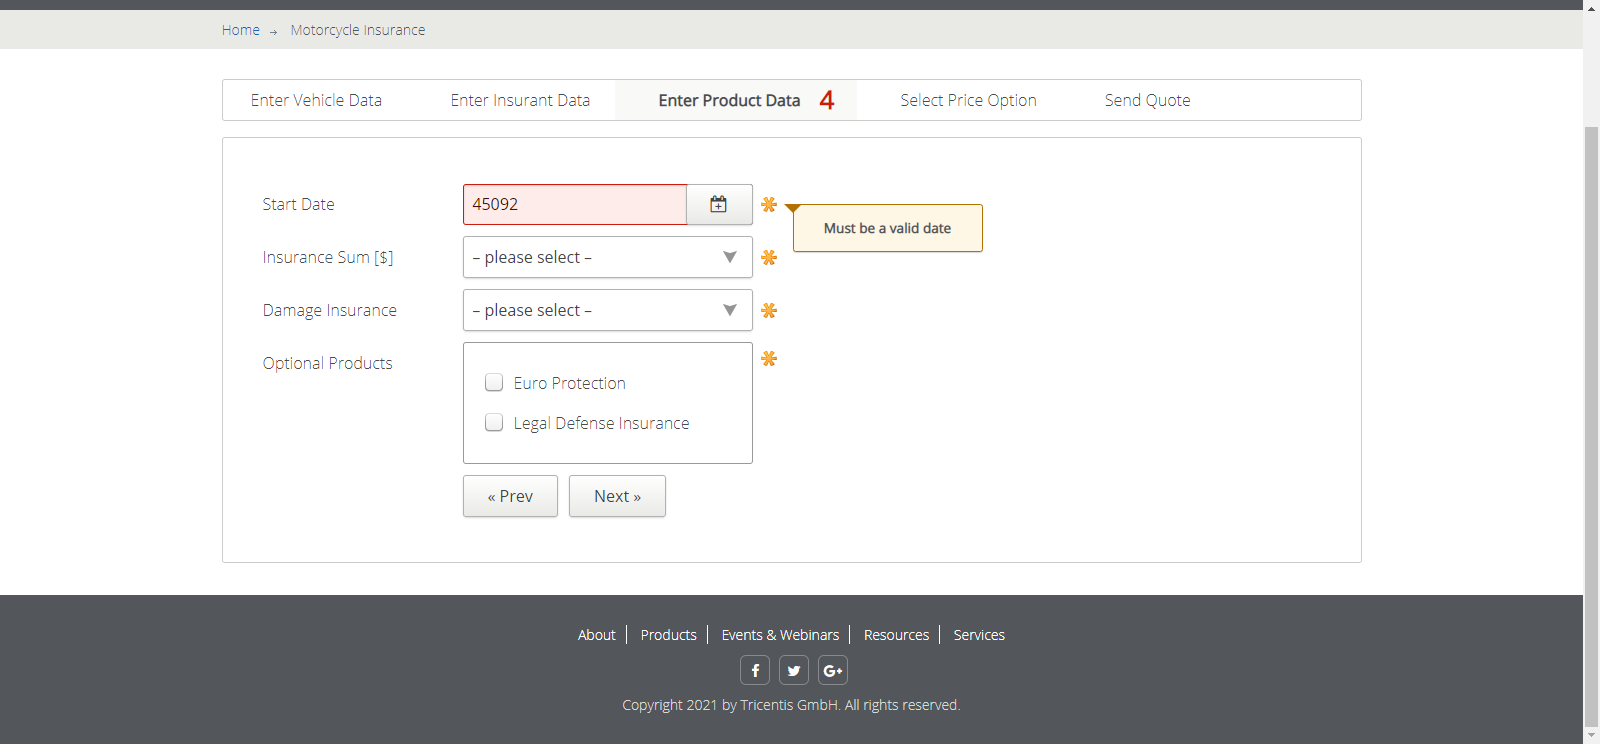 Home → Motorcycle Insurance
Enter Vehicle Data Enter Insurant Data Enter Product Data 4 Select Price Option Send Quote
Start Date 45092
Must be a valid date
Insurance Sum [$] – please select –
Damage Insurance – please select –
Optional Products
Euro Protection
Legal Defense Insurance
« Prev Next »
About Products Events & Webinars Resources Services
f G+
Copyright 2021 by Tricentis GmbH. All rights reserved.